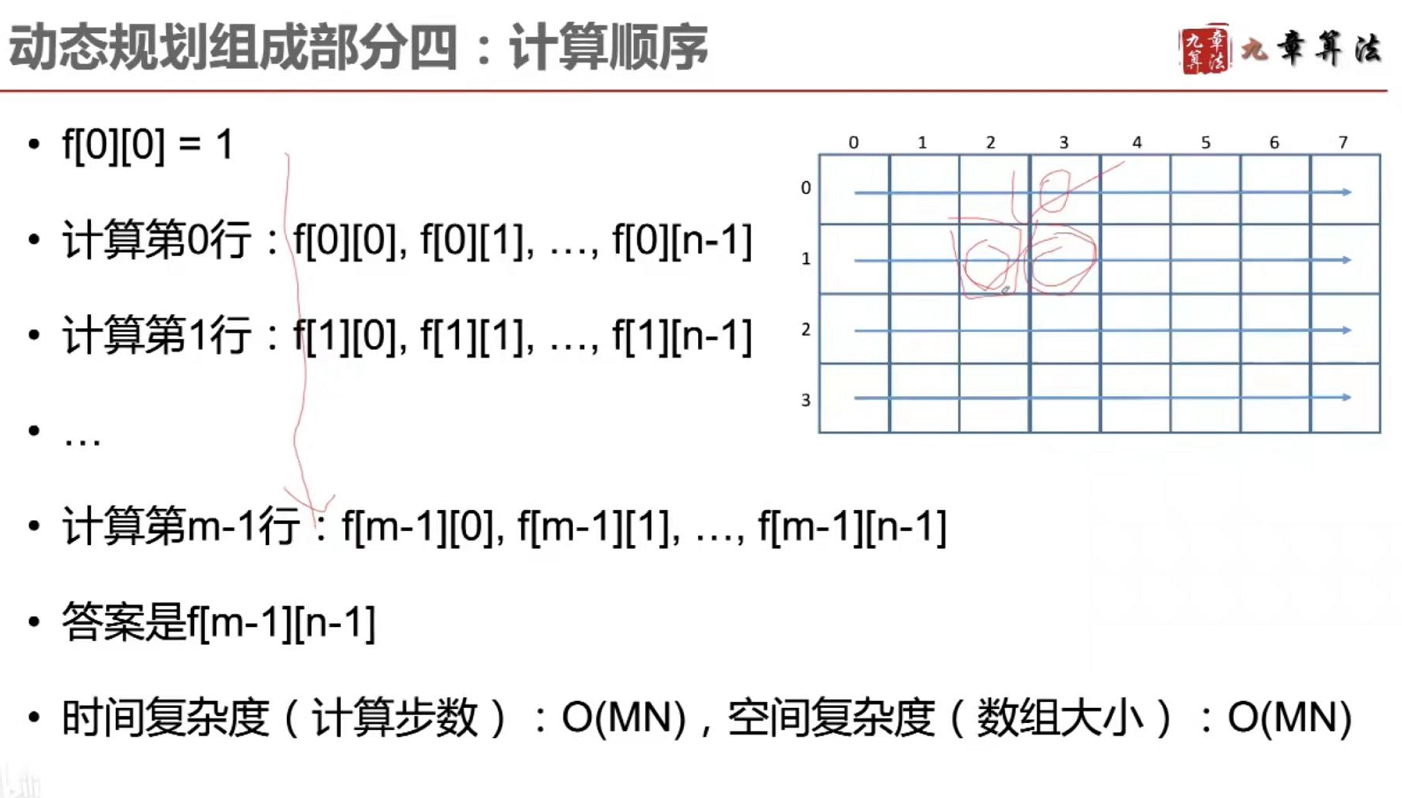 动态规划组成部分四：计算顺序
九章算法
九章算法
• f[0][0] = 1
• 计算第0行：f[0][0], f[0][1], …, f[0][n-1]
• 计算第1行：f[1][0], f[1][1], …, f[1][n-1]
• …
• 计算第m-1行：f[m-1][0], f[m-1][1], …, f[m-1][n-1]
• 答案是f[m-1][n-1]
• 时间复杂度（计算步数）：O(MN)，空间复杂度（数组大小）：O(MN)
0 1 2 3 4 5 6 7
0
1
2
3